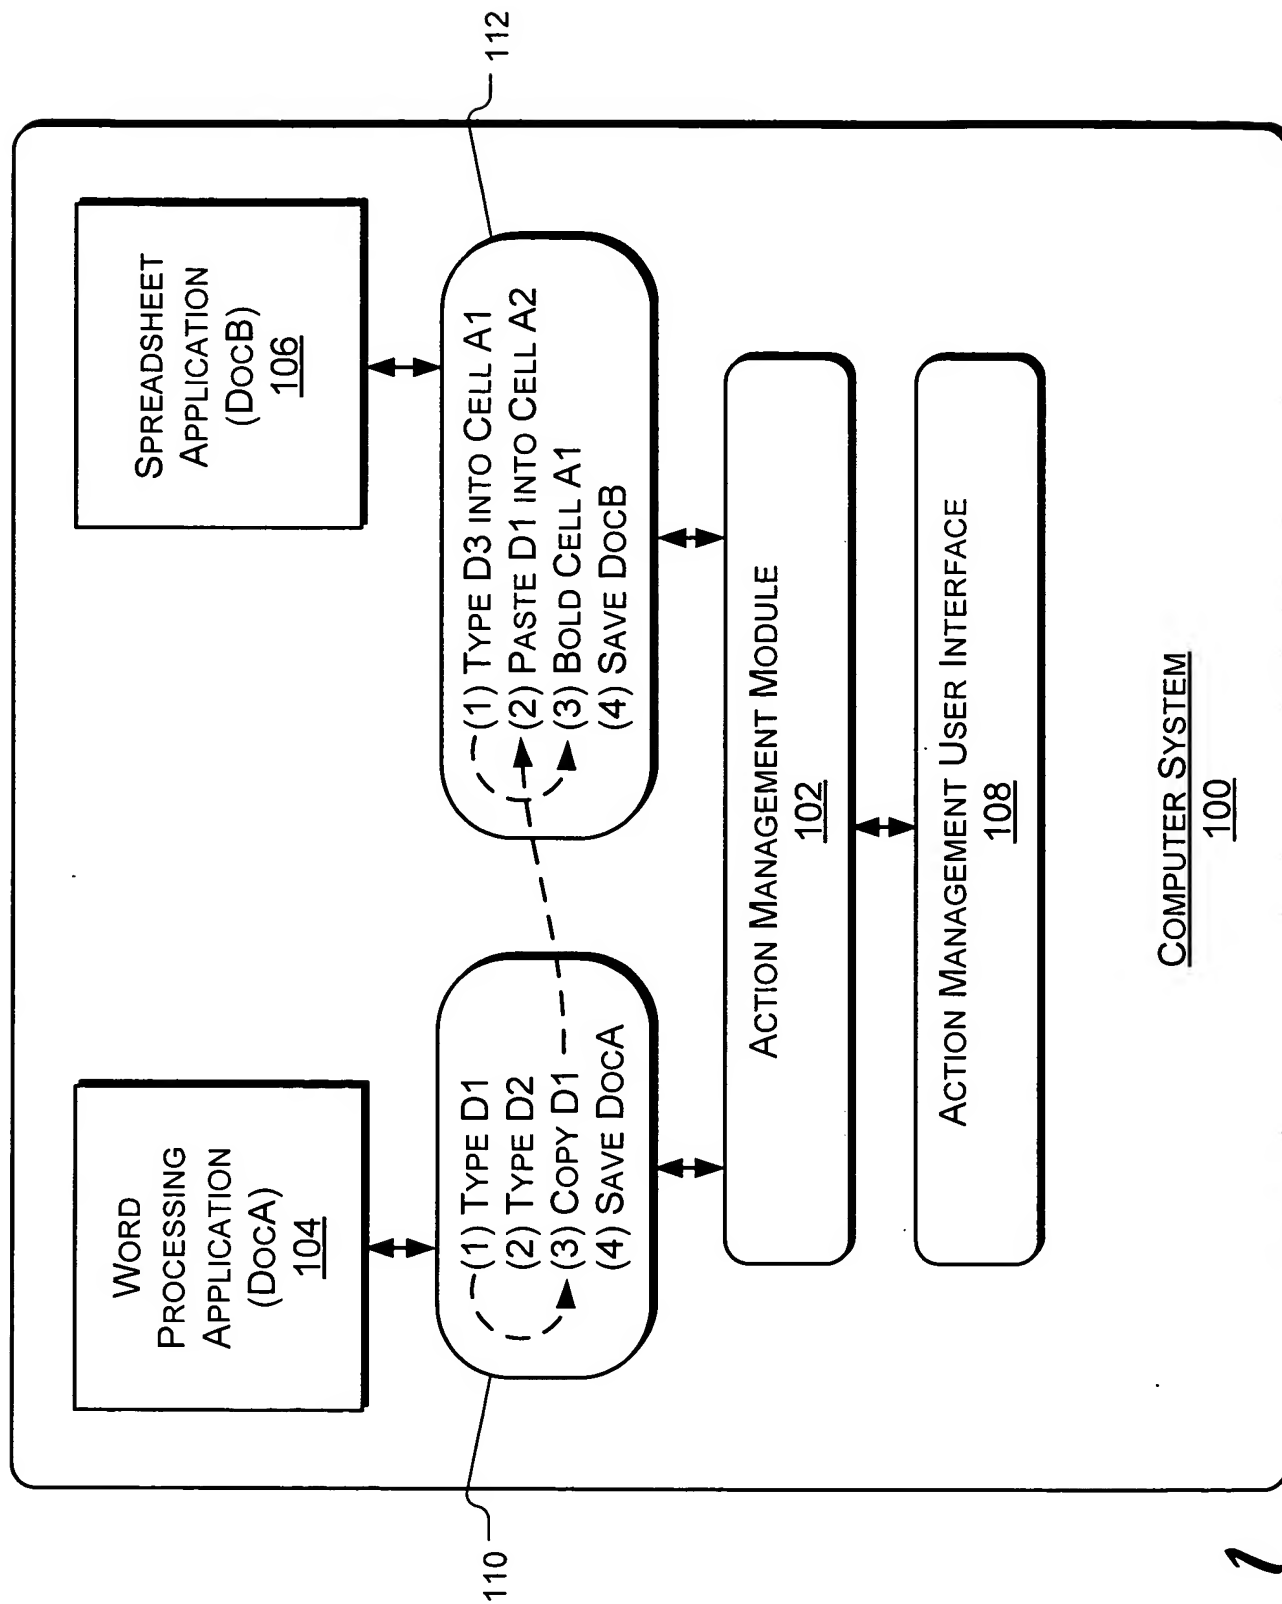 WORD
PROCESSING
APPLICATION
(DOCA)
104
SPREADSHEET
APPLICATION
(DOCB)
106
110
(1) TYPE D1
(2) TYPE D2
(3) COPY D1
(4) SAVE DOCA
112
(1) TYPE D3 INTO CELL A1
(2) PASTE D1 INTO CELL A2
(3) BOLD CELL A1
(4) SAVE DOCB
ACTION MANAGEMENT MODULE
102
ACTION MANAGEMENT USER INTERFACE
108
COMPUTER SYSTEM
100